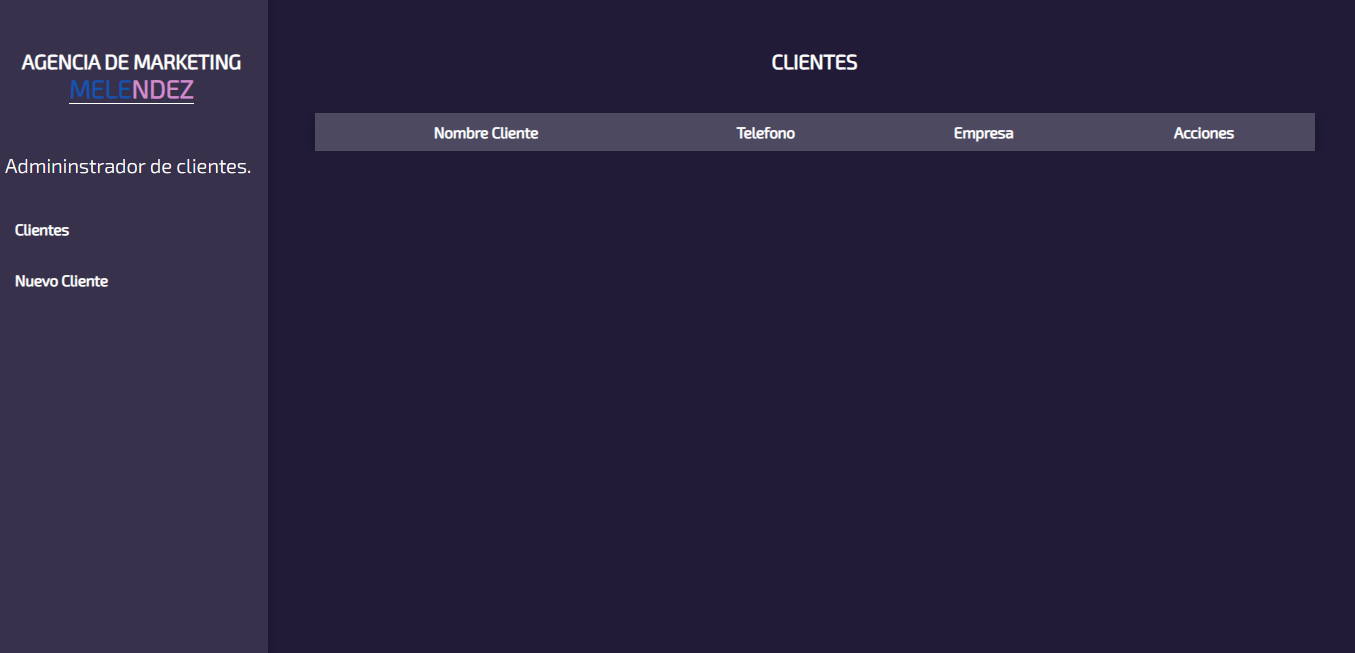 AGENCIA DE MARKETING
MELENDEZ
Admininstrador de clientes.
Clientes
Nuevo Cliente
CLIENTES
Nombre Cliente Telefono Empresa Acciones